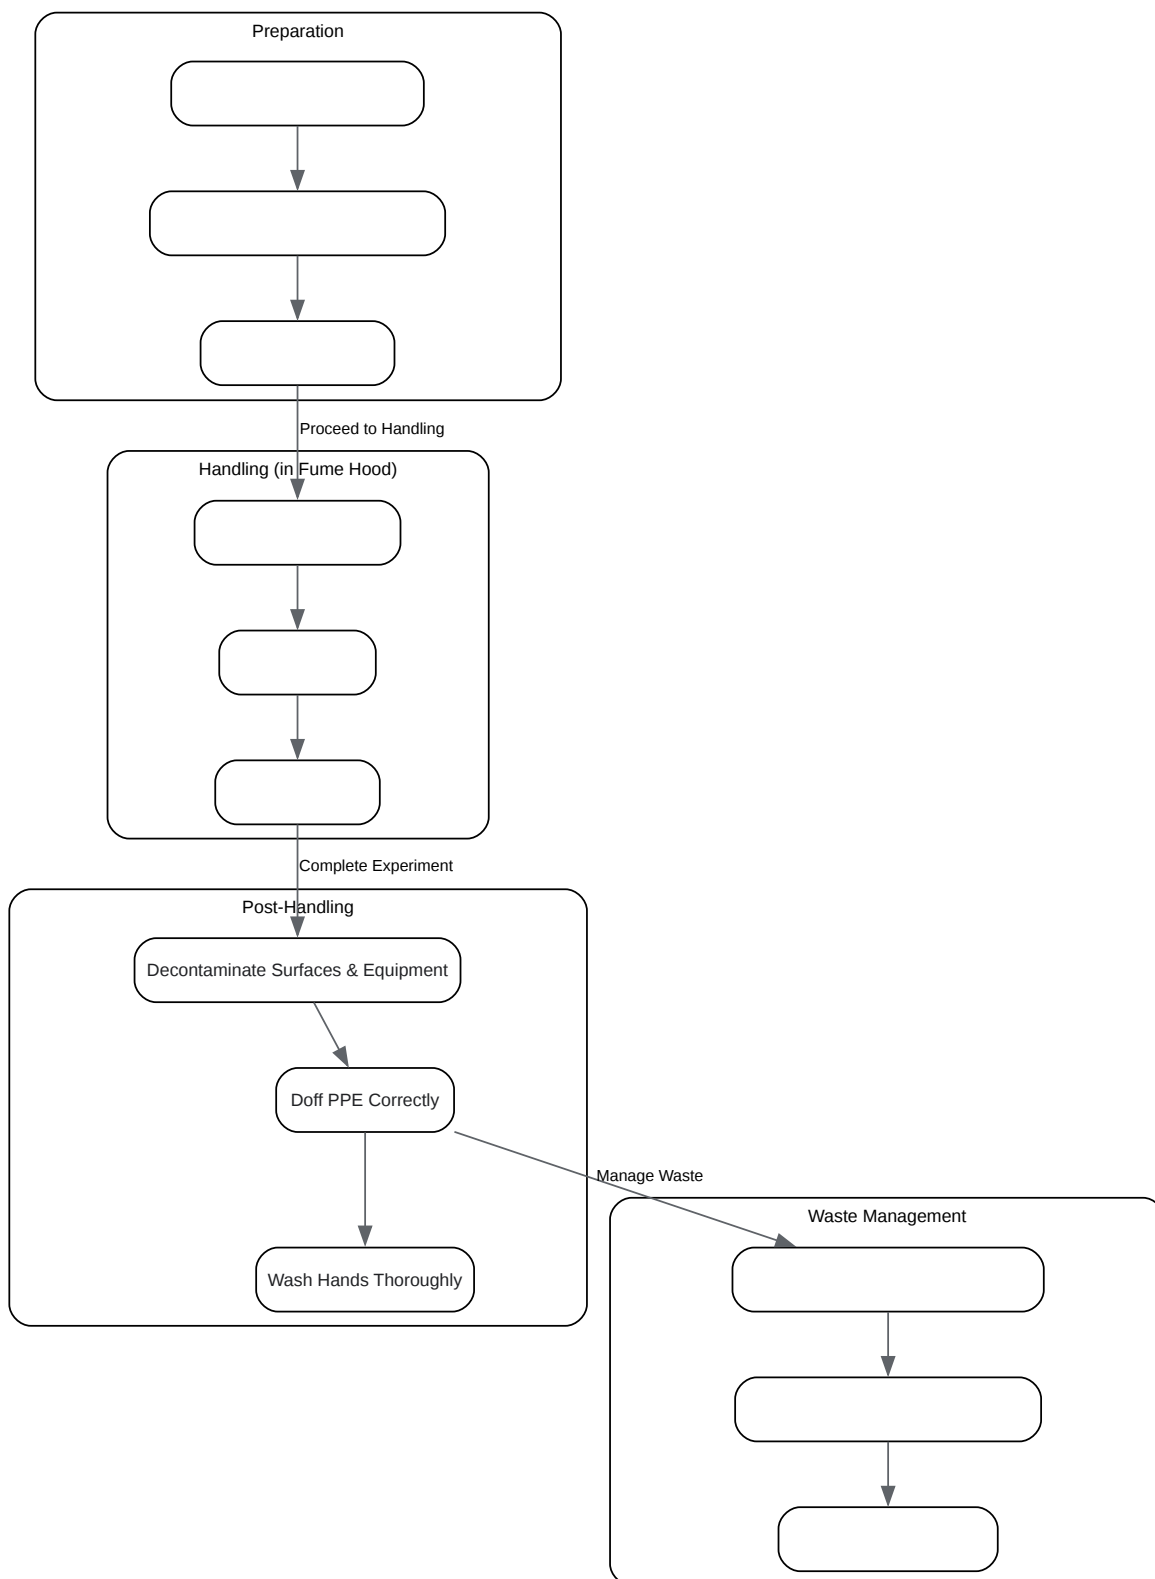 Preparation
Proceed to Handling
Handling (in Fume Hood)
Complete Experiment
Post-Handling
Decontaminate Surfaces & Equipment
Doff PPE Correctly
Manage Waste
Waste Management
Wash Hands Thoroughly